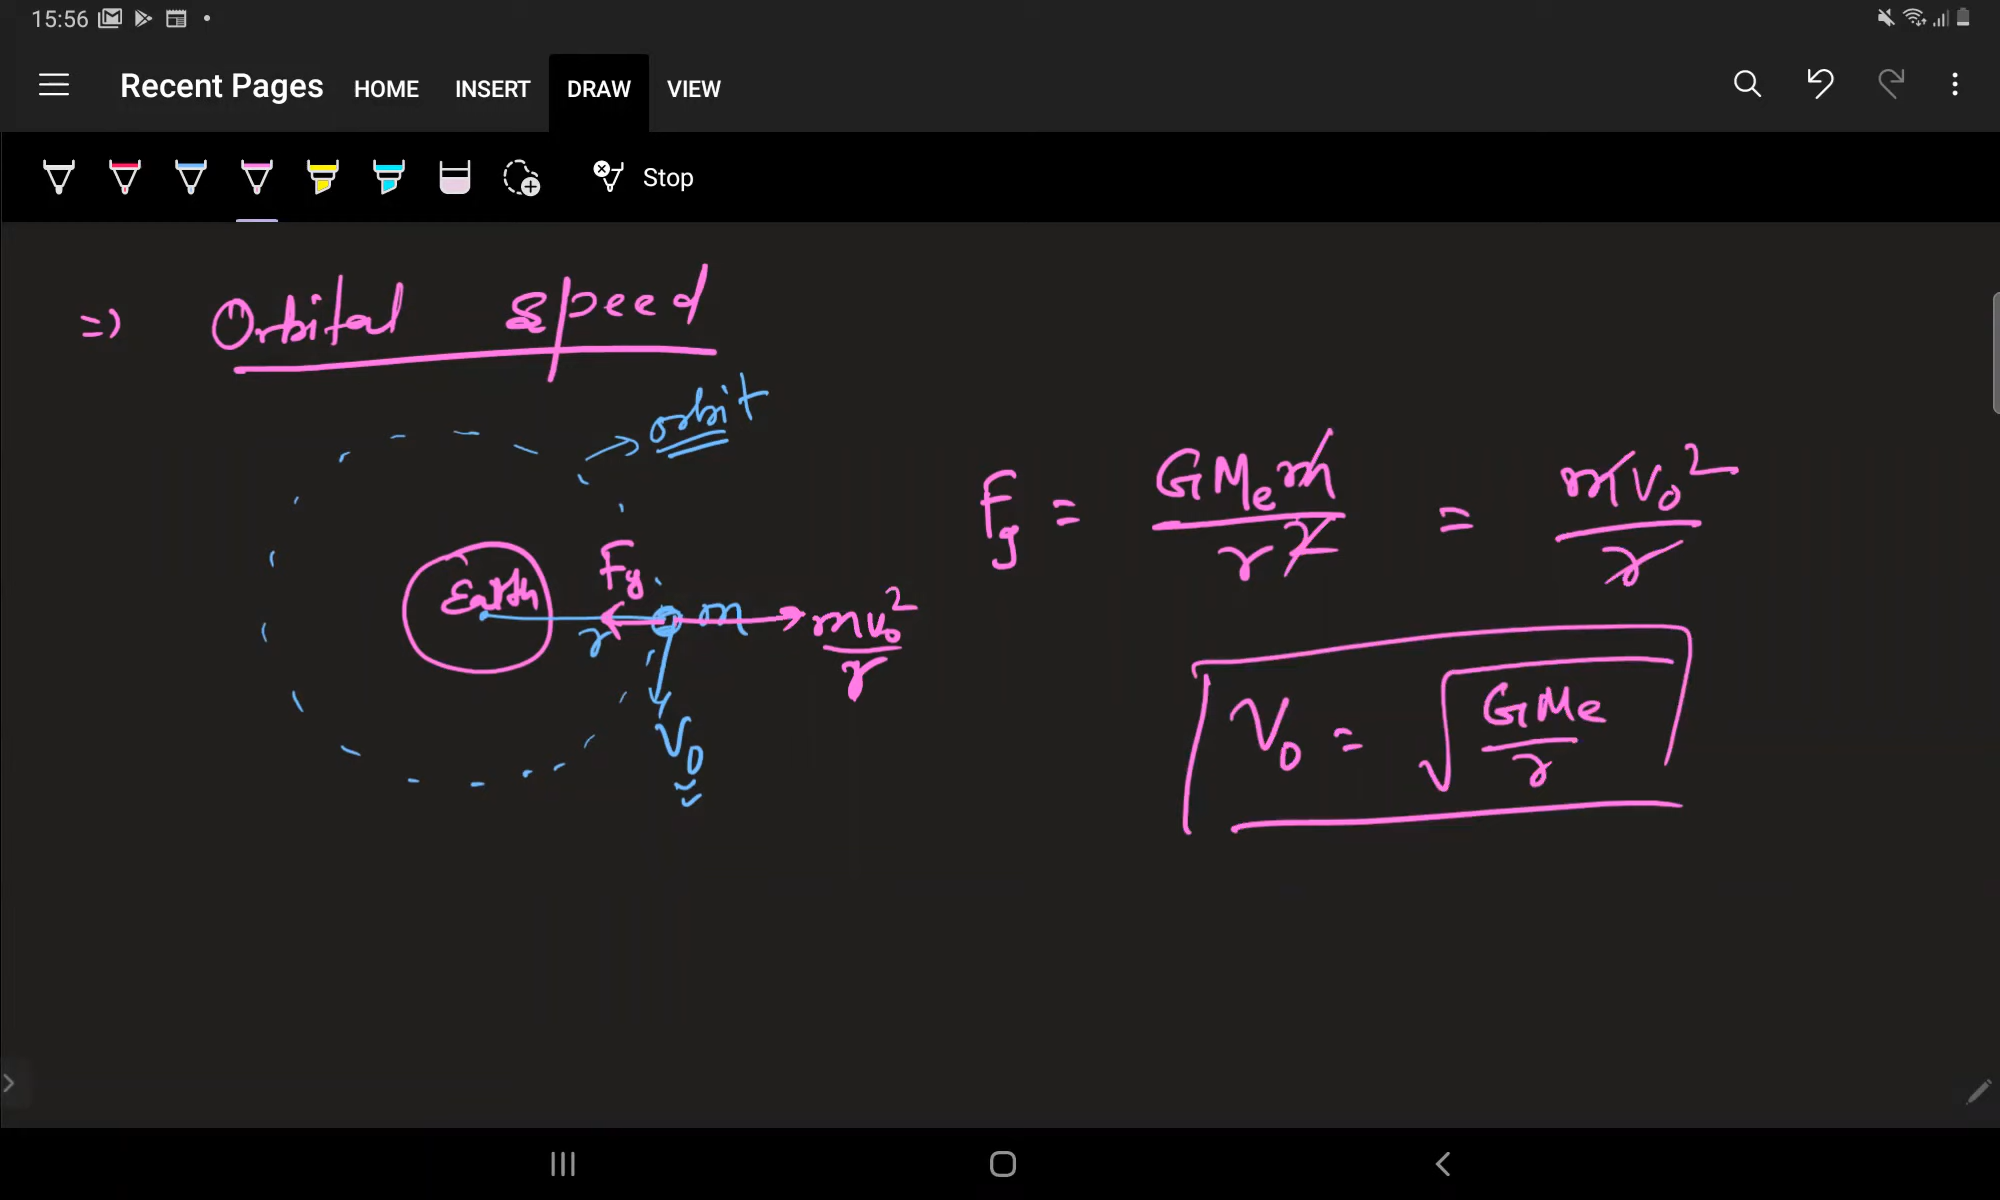 15:56
Recent Pages HOME INSERT DRAW VIEW
Stop
=> Orbital speed
orbit
Earth
Fg
r
m
mv₀²/r
V₀
Fg = GMem/r² = mv₀²/r
V₀ = √(GMe/r)